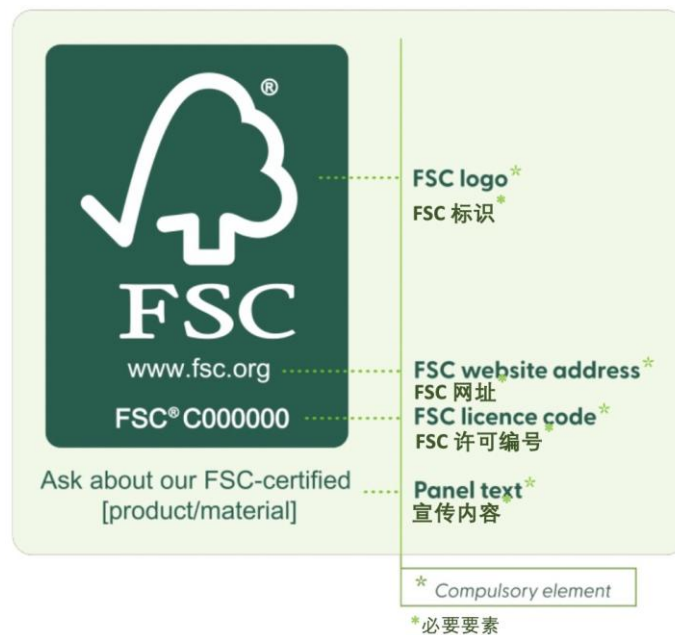 ®
FSC
www.fsc.org
FSC® C000000
Ask about our FSC-certified
[product/material]
FSC logo*
FSC 标识*
FSC website address*
FSC 网址*
FSC licence code*
FSC 许可编号*
Panel text*
宣传内容*
* Compulsory element
*必要要素